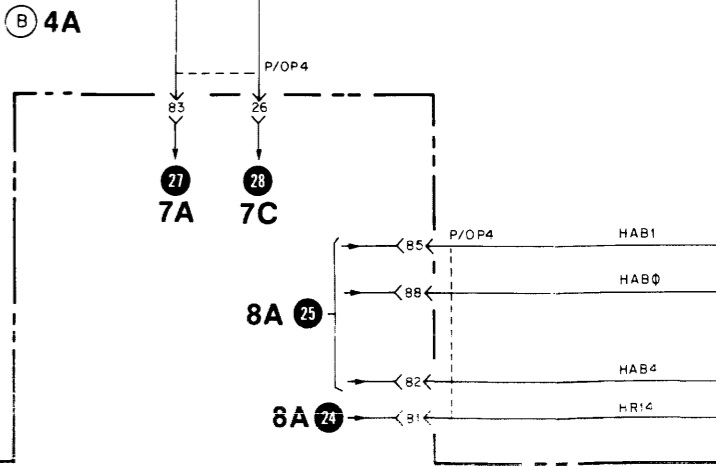 B 4A
P/OP4
83 26
27 28
7A 7C
P/OP4
85 HAB1
88 HABΦ
8A 25
82 HAB4
8A 24 81 HR14